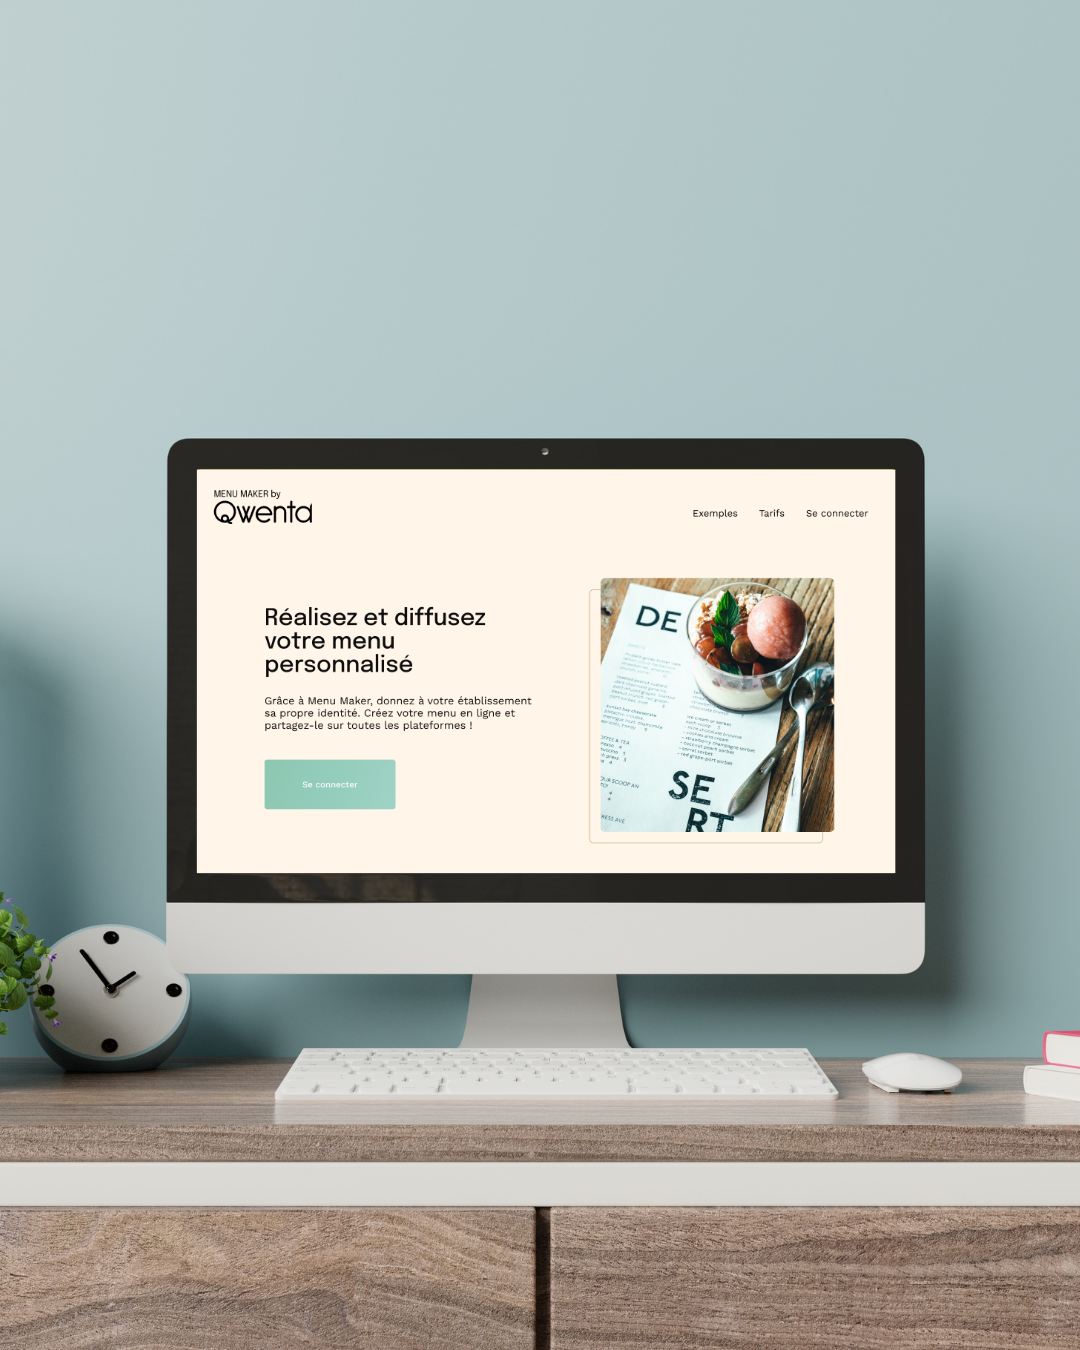 MENU MAKER by
Qwenta
Exemples Tarifs Se connecter
Réalisez et diffusez
votre menu
personnalisé
Grâce à Menu Maker, donnez à votre établissement
sa propre identité. Créez votre menu en ligne et
partagez-le sur toutes les plateformes !
Se connecter
DE
SE
RT